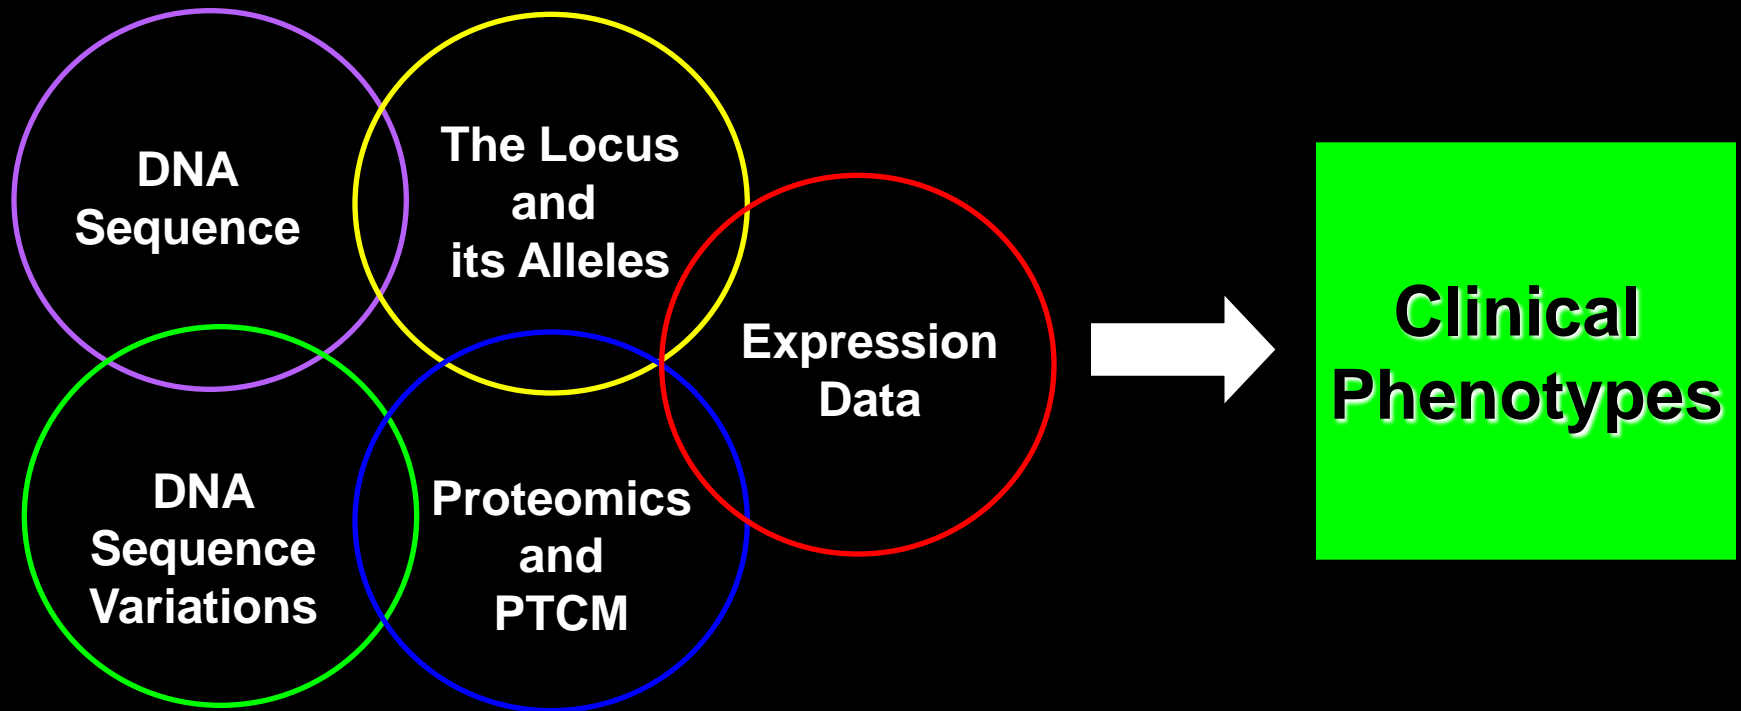 DNA
Sequence
The Locus
and
its Alleles
DNA
Sequence
Variations
Proteomics
and
PTCM
Expression
Data
Clinical
Phenotypes